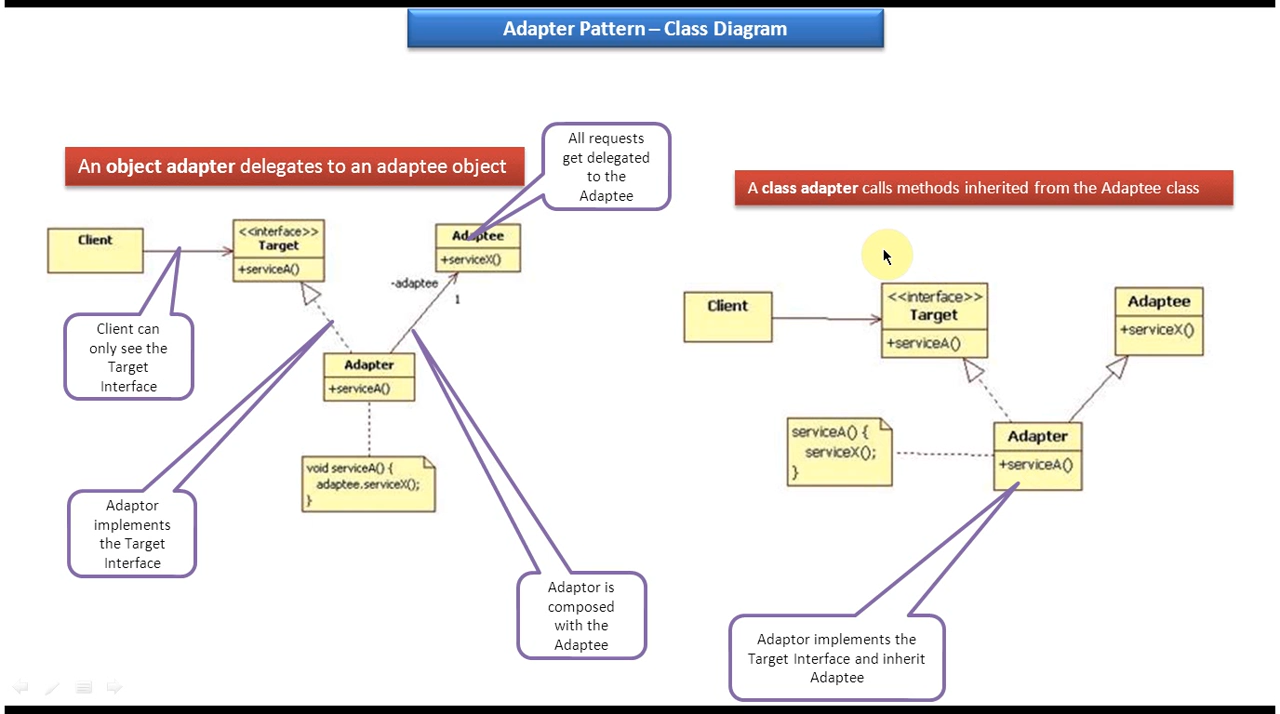 Adapter Pattern – Class Diagram
An object adapter delegates to an adaptee object
All requests
get delegated
to the
Adaptee
Client
<<interface>>
Target
+serviceA()
Adaptee
+serviceX()
-adaptee
1
Client can
only see the
Target
Interface
Adapter
+serviceA()
void serviceA() {
adaptee.serviceX();
}
Adaptor
implements
the Target
Interface
Adaptor is
composed
with the
Adaptee
A class adapter calls methods inherited from the Adaptee class
Client
<<interface>>
Target
+serviceA()
Adaptee
+serviceX()
serviceA() {
serviceX();
}
Adapter
+serviceA()
Adaptor implements the
Target Interface and inherit
Adaptee